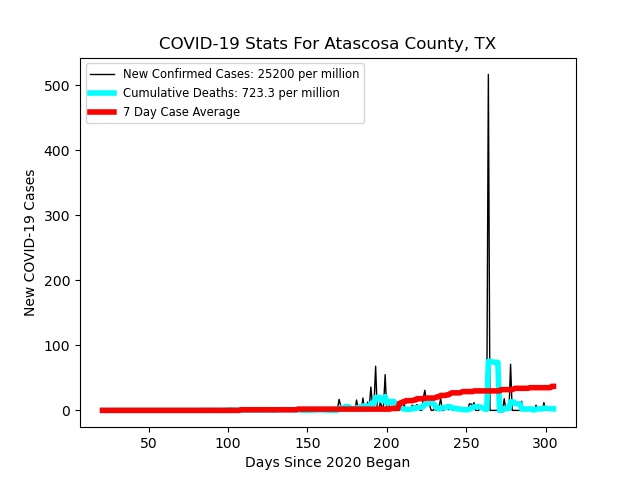 COVID-19 Stats For Atascosa County, TX
New Confirmed Cases: 25200 per million
Cumulative Deaths: 723.3 per million
7 Day Case Average
New COVID-19 Cases
500
400
300
200
100
0
50 100 150 200 250 300
Days Since 2020 Began